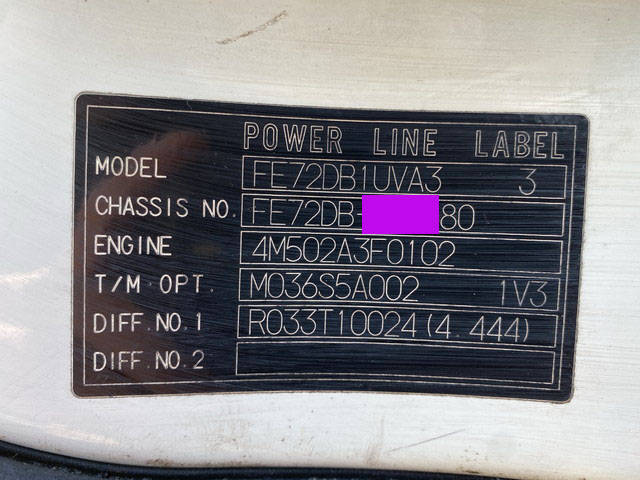 POWER LINE LABEL
MODEL FE72DB1UVA3 3
CHASSIS NO. FE72DB- 80
ENGINE 4M502A3F0102
T/M OPT. M036S5A002 1V3
DIFF.NO.1 R033T10024(4.444)
DIFF.NO.2